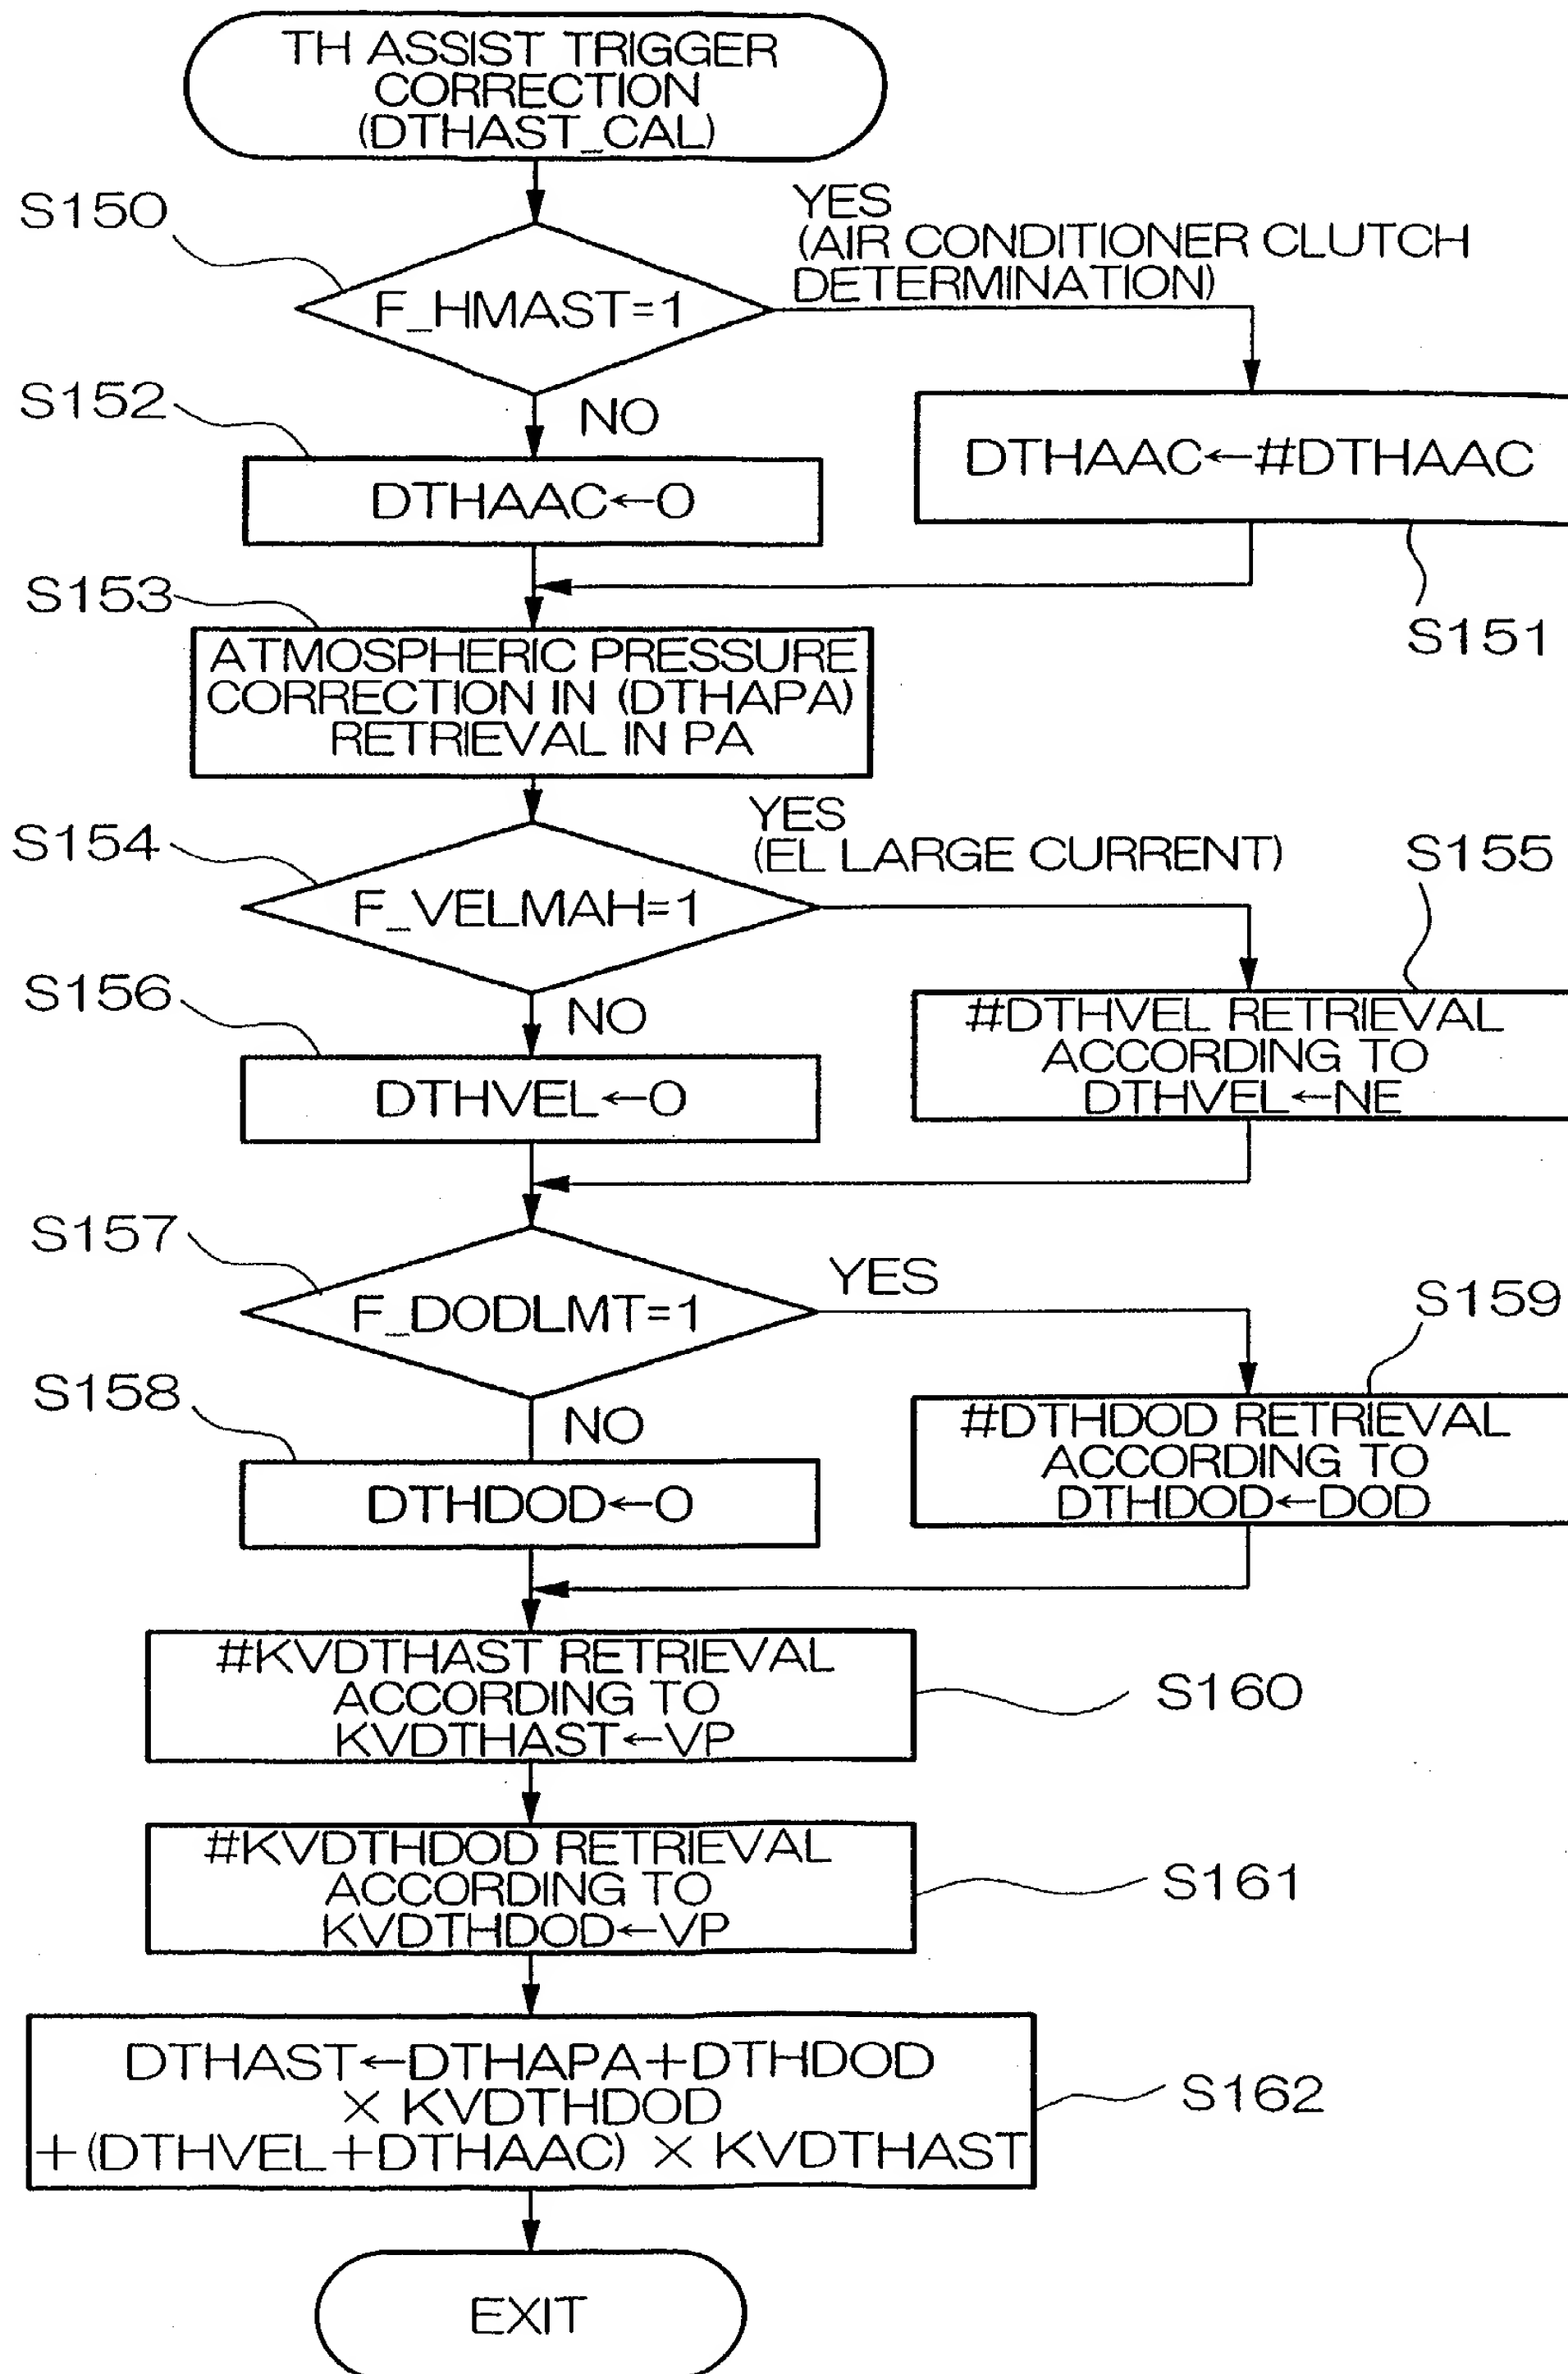 TH ASSIST TRIGGER
CORRECTION
(DTHAST_CAL)
S150
YES
(AIR CONDITIONER CLUTCH
DETERMINATION)
F_HMAST=1
S152
NO
DTHAAC←0
DTHAAC←#DTHAAC
S151
S153
ATMOSPHERIC PRESSURE
CORRECTION IN (DTHAPA)
RETRIEVAL IN PA
S154
YES
(EL LARGE CURRENT)
F_VELMAH=1
S155
S156
NO
DTHVEL←0
#DTHVEL RETRIEVAL
ACCORDING TO
DTHVEL←NE
S157
YES
F_DODLMT=1
S159
S158
NO
DTHDOD←0
#DTHDOD RETRIEVAL
ACCORDING TO
DTHDOD←DOD
#KVDTHAST RETRIEVAL
ACCORDING TO
KVDTHAST←VP
S160
#KVDTHDOD RETRIEVAL
ACCORDING TO
KVDTHDOD←VP
S161
DTHAST←DTHAPA+DTHDOD
× KVDTHDOD
+(DTHVEL+DTHAAC) × KVDTHAST
S162
EXIT